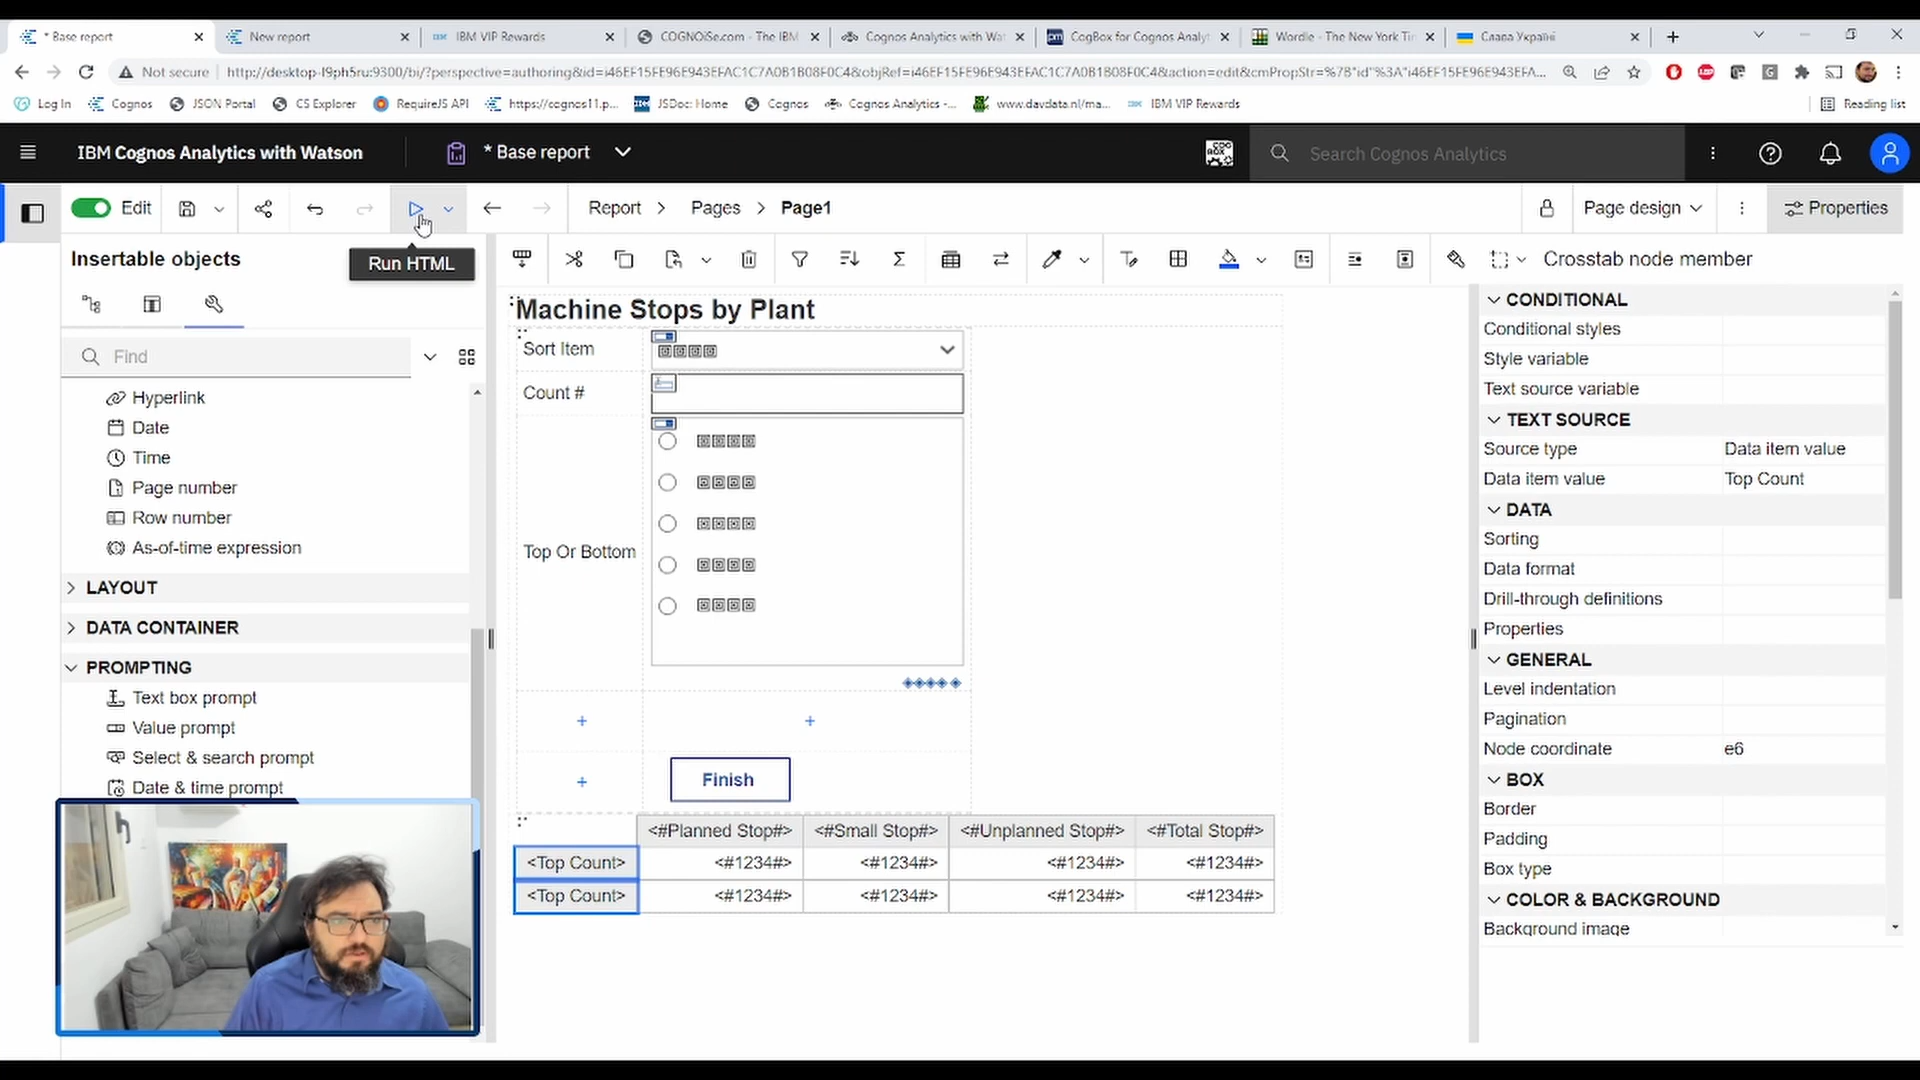 * Base report
New report
IBM VIP Rewards
COGNOiSe.com - The IBM
Cognos Analytics with Wat
CogBox for Cognos Analyt
Wordle - The New York Tin
Слава Україні
Not secure
http://desktop-l9ph5ru:9300/bi/?perspective=authoring&id=i46EF15FE96E943EFAC1C7A0B1B08F0C4&objRef=i46EF15FE96E943EFAC1C7A0B1B08F0C4&action=edit&cmPropStr=%7B"id"%3A"i46EF15FE96E943EFA...
Log In
Cognos
JSON Portal
CS Explorer
RequireJS API
https://cognos11.p...
JSDoc: Home
Cognos
Cognos Analytics -...
www.davdata.nl/ma...
IBM VIP Rewards
Reading list
IBM Cognos Analytics with Watson
* Base report
Search Cognos Analytics
Edit
Report > Pages > Page1
Page design
Properties
Insertable objects
Run HTML
Crosstab node member
Find
Hyperlink
Date
Time
Page number
Row number
As-of-time expression
LAYOUT
DATA CONTAINER
PROMPTING
Text box prompt
Value prompt
Select & search prompt
Date & time prompt
Machine Stops by Plant
Sort Item
Count #
Top Or Bottom
Finish
<#Planned Stop#> <#Small Stop#> <#Unplanned Stop#> <#Total Stop#>
<Top Count> <#1234#> <#1234#> <#1234#> <#1234#>
<Top Count> <#1234#> <#1234#> <#1234#> <#1234#>
CONDITIONAL
Conditional styles
Style variable
Text source variable
TEXT SOURCE
Source type Data item value
Data item value Top Count
DATA
Sorting
Data format
Drill-through definitions
Properties
GENERAL
Level indentation
Pagination
Node coordinate e6
BOX
Border
Padding
Box type
COLOR & BACKGROUND
Background image